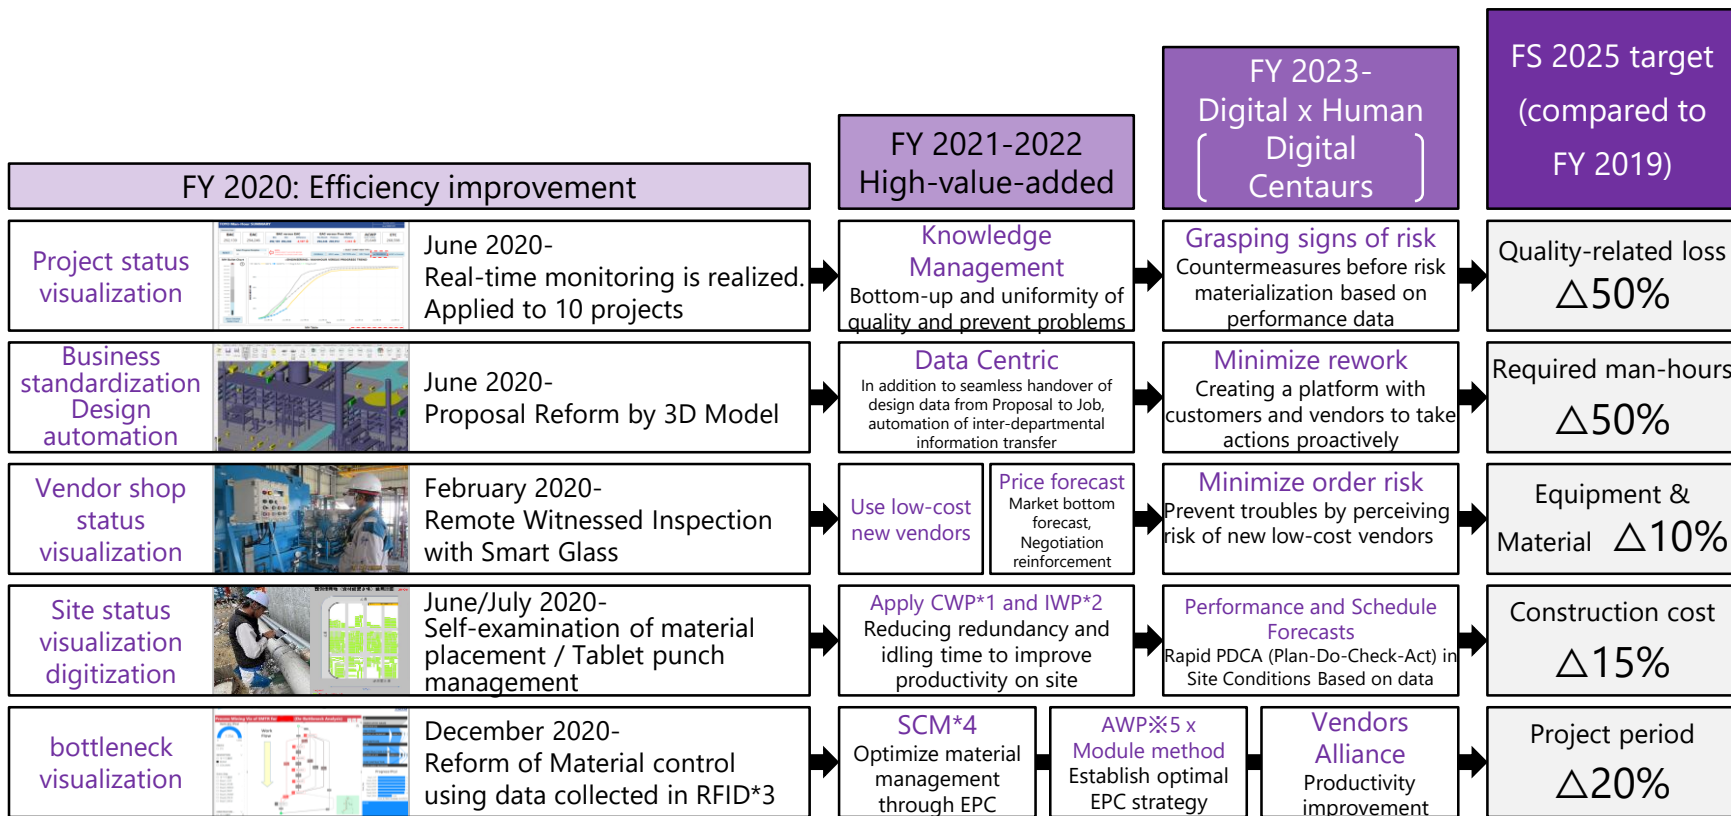 FS 2025 target
(compared to
FY 2019)
FY 2023-
Digital x Human
Digital
Centaurs
FY 2021-2022
High-value-added
FY 2020: Efficiency improvement
Project status
visualization
June 2020-
Real-time monitoring is realized.
Applied to 10 projects
Knowledge
Management
Bottom-up and uniformity of
quality and prevent problems
Grasping signs of risk
Countermeasures before risk
materialization based on
performance data
Quality-related loss
△50%
Business
standardization
Design
automation
June 2020-
Proposal Reform by 3D Model
Data Centric
In addition to seamless handover of
design data from Proposal to Job,
automation of inter-departmental
information transfer
Minimize rework
Creating a platform with
customers and vendors to take
actions proactively
Required man-hours
△50%
Vendor shop
status
visualization
February 2020-
Remote Witnessed Inspection
with Smart Glass
Use low-cost
new vendors
Price forecast
Market bottom
forecast,
Negotiation
reinforcement
Minimize order risk
Prevent troubles by perceiving
risk of new low-cost vendors
Equipment &
Material △10%
Site status
visualization
digitization
June/July 2020-
Self-examination of material
placement / Tablet punch
management
Apply CWP*1 and IWP*2
Reducing redundancy and
idling time to improve
productivity on site
Performance and Schedule
Forecasts
Rapid PDCA (Plan-Do-Check-Act) in
Site Conditions Based on data
Construction cost
△15%
bottleneck
visualization
December 2020-
Reform of Material control
using data collected in RFID*3
SCM*4
Optimize material
management
through EPC
AWP※5 x
Module method
Establish optimal
EPC strategy
Vendors
Alliance
Productivity
improvement
Project period
△20%